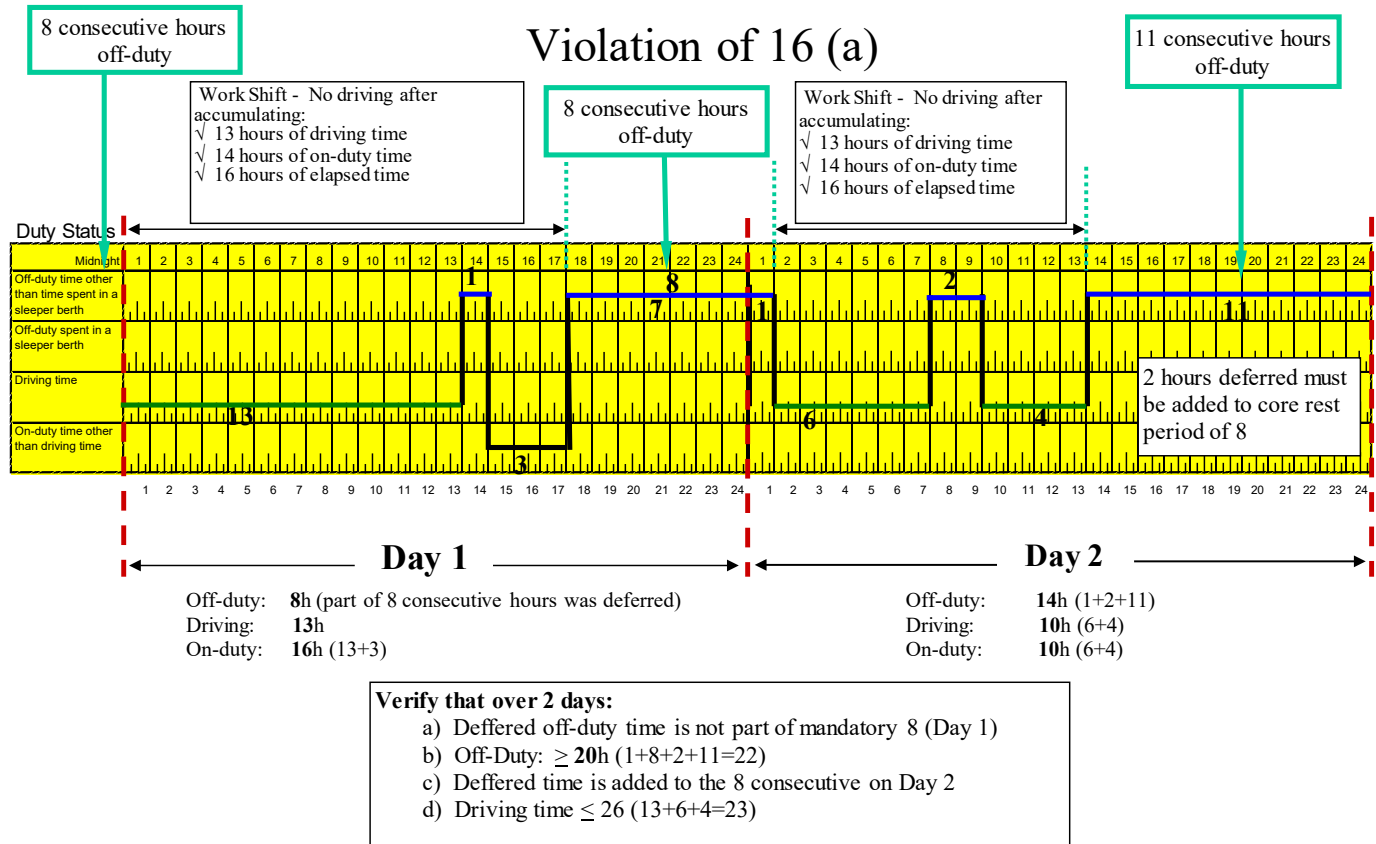 8 consecutive hours
off-duty
Violation of 16 (a)
11 consecutive hours
off-duty
Work Shift - No driving after
accumulating:
√ 13 hours of driving time
√ 14 hours of on-duty time
√ 16 hours of elapsed time
8 consecutive hours
off-duty
Work Shift - No driving after
accumulating:
√ 13 hours of driving time
√ 14 hours of on-duty time
√ 16 hours of elapsed time
Duty Status
Midnight 1 2 3 4 5 6 7 8 9 10 11 12 13 14 15 16 17 18 19 20 21 22 23 24 1 2 3 4 5 6 7 8 9 10 11 12 13 14 15 16 17 18 19 20 21 22 23 24
Off-duty time other
than time spent in a
sleeper berth
1 8 7 1 2 11
Off-duty spent in a
sleeper berth
Driving time
13 6 4
2 hours deferred must
be added to core rest
period of 8
On-duty time other
than driving time
3
1 2 3 4 5 6 7 8 9 10 11 12 13 14 15 16 17 18 19 20 21 22 23 24 1 2 3 4 5 6 7 8 9 10 11 12 13 14 15 16 17 18 19 20 21 22 23 24
Day 1 Day 2
Off-duty: 8h (part of 8 consecutive hours was deferred)
Driving: 13h
On-duty: 16h (13+3)
Off-duty: 14h (1+2+11)
Driving: 10h (6+4)
On-duty: 10h (6+4)
Verify that over 2 days:
a) Deffered off-duty time is not part of mandatory 8 (Day 1)
b) Off-Duty: ≥ 20h (1+8+2+11=22)
c) Deffered time is added to the 8 consecutive on Day 2
d) Driving time ≤ 26 (13+6+4=23)